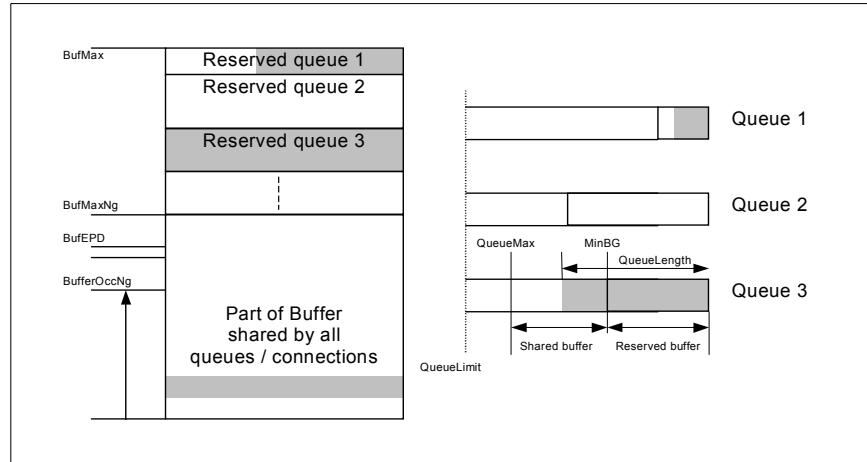 BufMax
Reserved queue 1
Reserved queue 2
Reserved queue 3
BufMaxNg
BufEPD
BufferOccNg
Part of Buffer
shared by all
queues / connections
Queue 1
Queue 2
QueueMax
MinBG
QueueLength
Queue 3
Shared buffer
Reserved buffer
QueueLimit